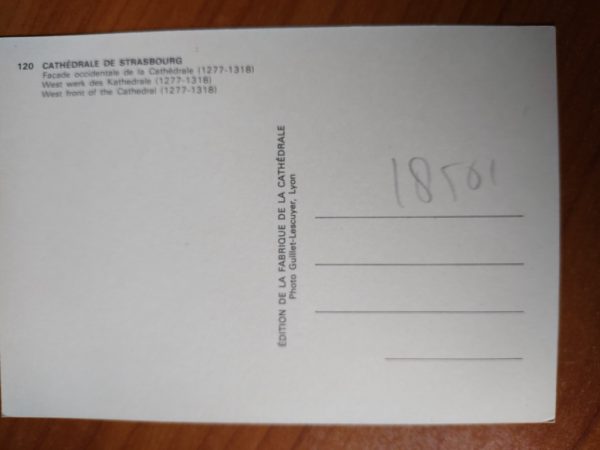 120 CATHÉDRALE DE STRASBOURG
Façade occidentale de la Cathédrale (1277-1318)
West werk des Kathedrale (1277-1318)
West front of the Cathedral (1277-1318)
ÉDITION DE LA FABRIQUE DE LA CATHÉDRALE
Photo Guillet-Lescuyer, Lyon